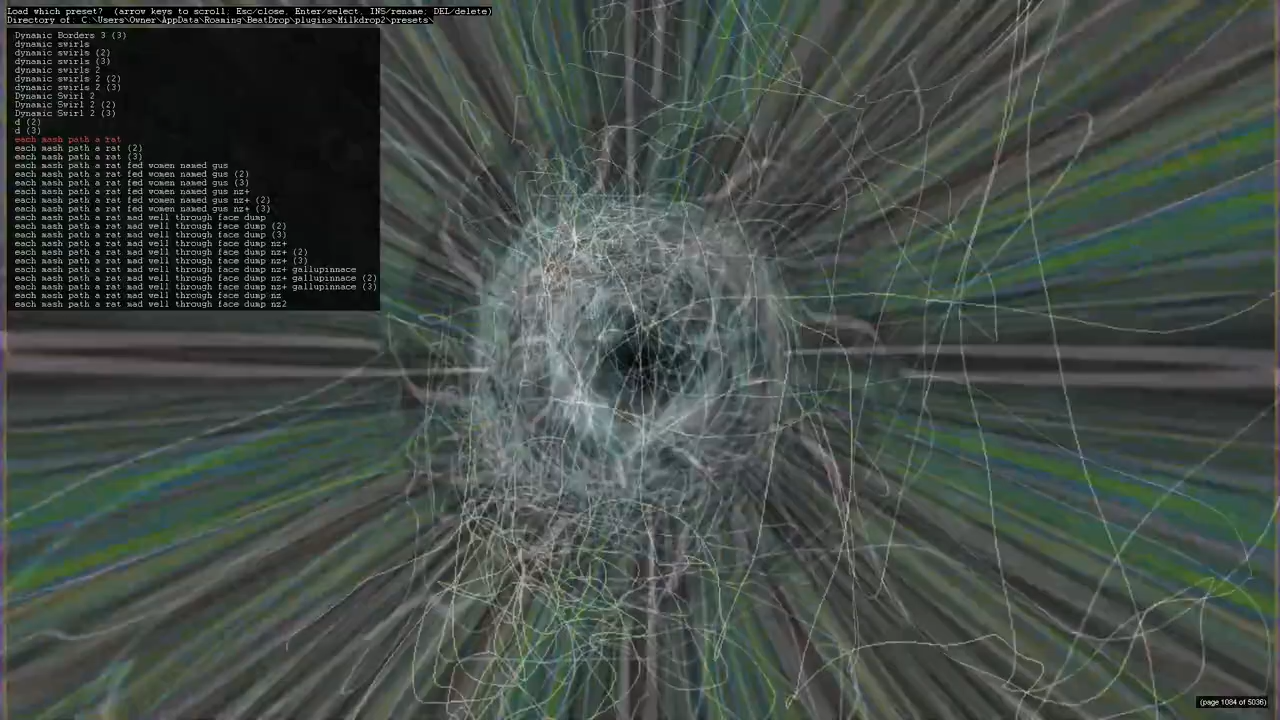 Load which preset?  (arrow keys to scroll; Esc/close, Enter/select, INS/rename; DEL/delete)
Directory of: C:\Users\Owner\AppData\Roaming\BeatDrop\plugins\Milkdrop2\presets\
Dynamic Borders 3 (3)
dynamic swirls
dynamic swirls (2)
dynamic swirls (3)
dynamic swirls 2
dynamic swirls 2 (2)
dynamic swirls 2 (3)
Dynamic Swirl 2
Dynamic Swirl 2 (2)
Dynamic Swirl 2 (3)
d (2)
d (3)
each mash path a rat
each mash path a rat (2)
each mash path a rat (3)
each mash path a rat fed women named gus
each mash path a rat fed women named gus (2)
each mash path a rat fed women named gus (3)
each mash path a rat fed women named gus nz+
each mash path a rat fed women named gus nz+ (2)
each mash path a rat fed women named gus nz+ (3)
each mash path a rat mad well through face dump
each mash path a rat mad well through face dump (2)
each mash path a rat mad well through face dump (3)
each mash path a rat mad well through face dump nz+
each mash path a rat mad well through face dump nz+ (2)
each mash path a rat mad well through face dump nz+ (3)
each mash path a rat mad well through face dump nz+ gallupinnace
each mash path a rat mad well through face dump nz+ gallupinnace (2)
each mash path a rat mad well through face dump nz+ gallupinnace (3)
each mash path a rat mad well through face dump nz
each mash path a rat mad well through face dump nz2
(page 1084 of 5036)